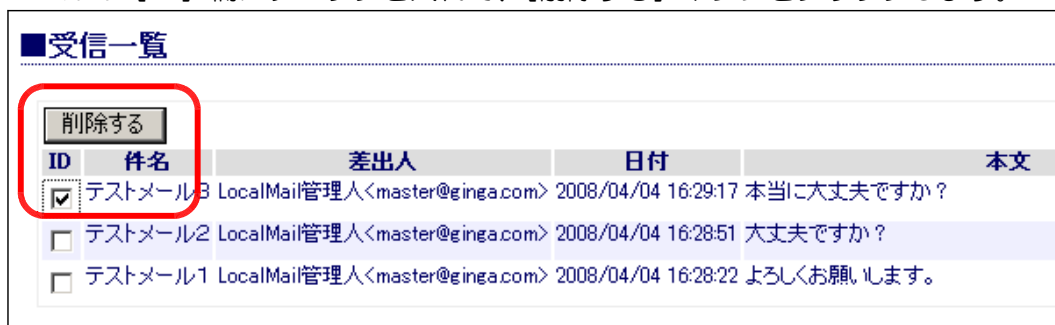 ■受信一覧
削除する
ID 件名 差出人 日付 本文
テストメール3 LocalMail管理人<master@ginga.com> 2008/04/04 16:29:17 本当に大丈夫ですか？
テストメール2 LocalMail管理人<master@ginga.com> 2008/04/04 16:28:51 大丈夫ですか？
テストメール1 LocalMail管理人<master@ginga.com> 2008/04/04 16:28:22 よろしくお願いします。